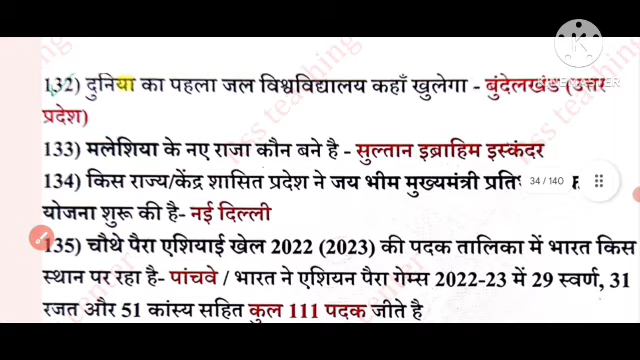 KINEMASTER
132) दुनिया का पहला जल विश्वविद्यालय कहाँ खुलेगा - बुंदेलखंड (उत्तर
प्रदेश)
133) मलेशिया के नए राजा कौन बने है - सुल्तान इब्राहिम इस्कंदर
134) किस राज्य/केंद्र शासित प्रदेश ने जय भीम मुख्यमंत्री
34 / 140
योजना शुरू की है- नई दिल्ली
135) चौथे पैरा एशियाई खेल 2022 (2023) की पदक तालिका में भारत किस
स्थान पर रहा है- पांचवे / भारत ने एशियन पैरा गेम्स 2022-23 में 29 स्वर्ण, 31
रजत और 51 कांस्य सहित कुल 111 पदक जीते है